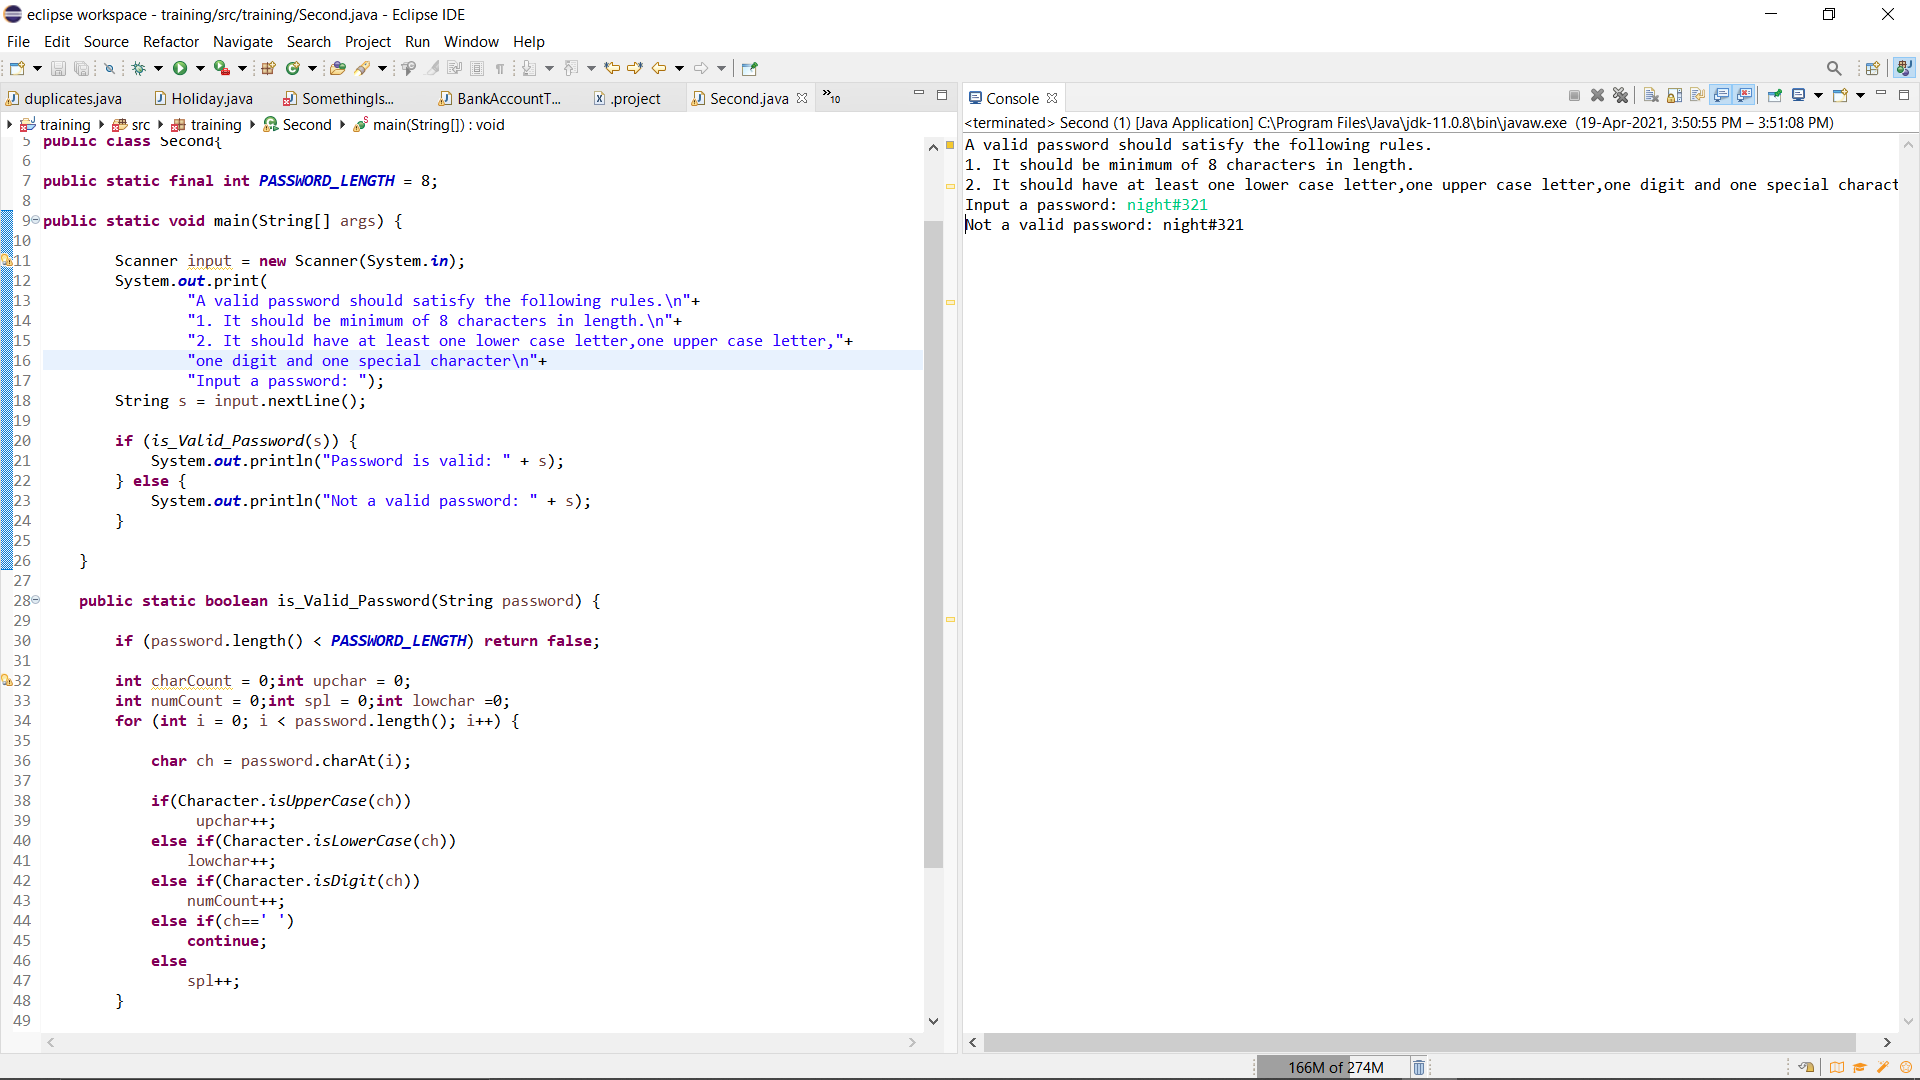 eclipse workspace - training/src/training/Second.java - Eclipse IDE
File Edit Source Refactor Navigate Search Project Run Window Help
duplicates.java Holiday.java SomethingIs... BankAccountT... .project Second.java »10
training src training Second main(String[]) : void
5 public class Second{
6
7 public static final int PASSWORD_LENGTH = 8;
8
9 public static void main(String[] args) {
10
11 Scanner input = new Scanner(System.in);
12 System.out.print(
13 "A valid password should satisfy the following rules.\n"+
14 "1. It should be minimum of 8 characters in length.\n"+
15 "2. It should have at least one lower case letter,one upper case letter,"+
16 "one digit and one special character\n"+
17 "Input a password: ");
18 String s = input.nextLine();
19
20 if (is_Valid_Password(s)) {
21 System.out.println("Password is valid: " + s);
22 } else {
23 System.out.println("Not a valid password: " + s);
24 }
25
26 }
27
28 public static boolean is_Valid_Password(String password) {
29
30 if (password.length() < PASSWORD_LENGTH) return false;
31
32 int charCount = 0;int upchar = 0;
33 int numCount = 0;int spl = 0;int lowchar =0;
34 for (int i = 0; i < password.length(); i++) {
35
36 char ch = password.charAt(i);
37
38 if(Character.isUpperCase(ch))
39 upchar++;
40 else if(Character.isLowerCase(ch))
41 lowchar++;
42 else if(Character.isDigit(ch))
43 numCount++;
44 else if(ch==' ')
45 continue;
46 else
47 spl++;
48 }
49
Console
<terminated> Second (1) [Java Application] C:\Program Files\Java\jdk-11.0.8\bin\javaw.exe (19-Apr-2021, 3:50:55 PM – 3:51:08 PM)
A valid password should satisfy the following rules.
1. It should be minimum of 8 characters in length.
2. It should have at least one lower case letter,one upper case letter,one digit and one special charact
Input a password: night#321
Not a valid password: night#321
166M of 274M